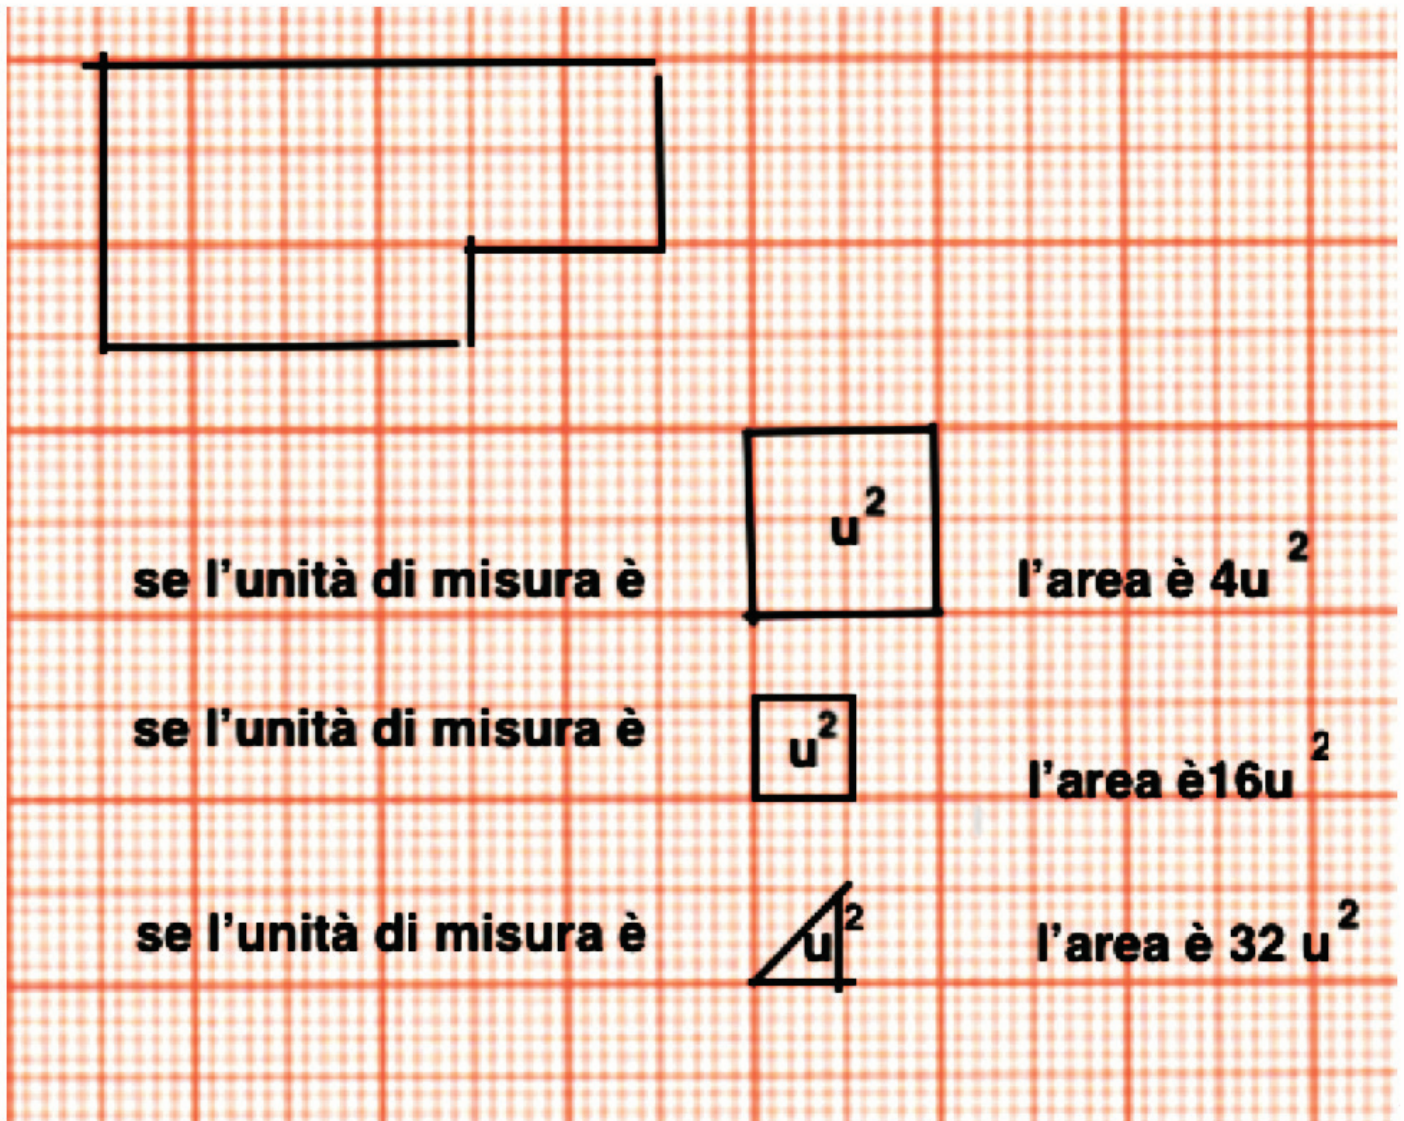 u²
se l'unità di misura è l'area è 4u²
se l'unità di misura è u² l'area è16u²
se l'unità di misura è u² l'area è 32 u²